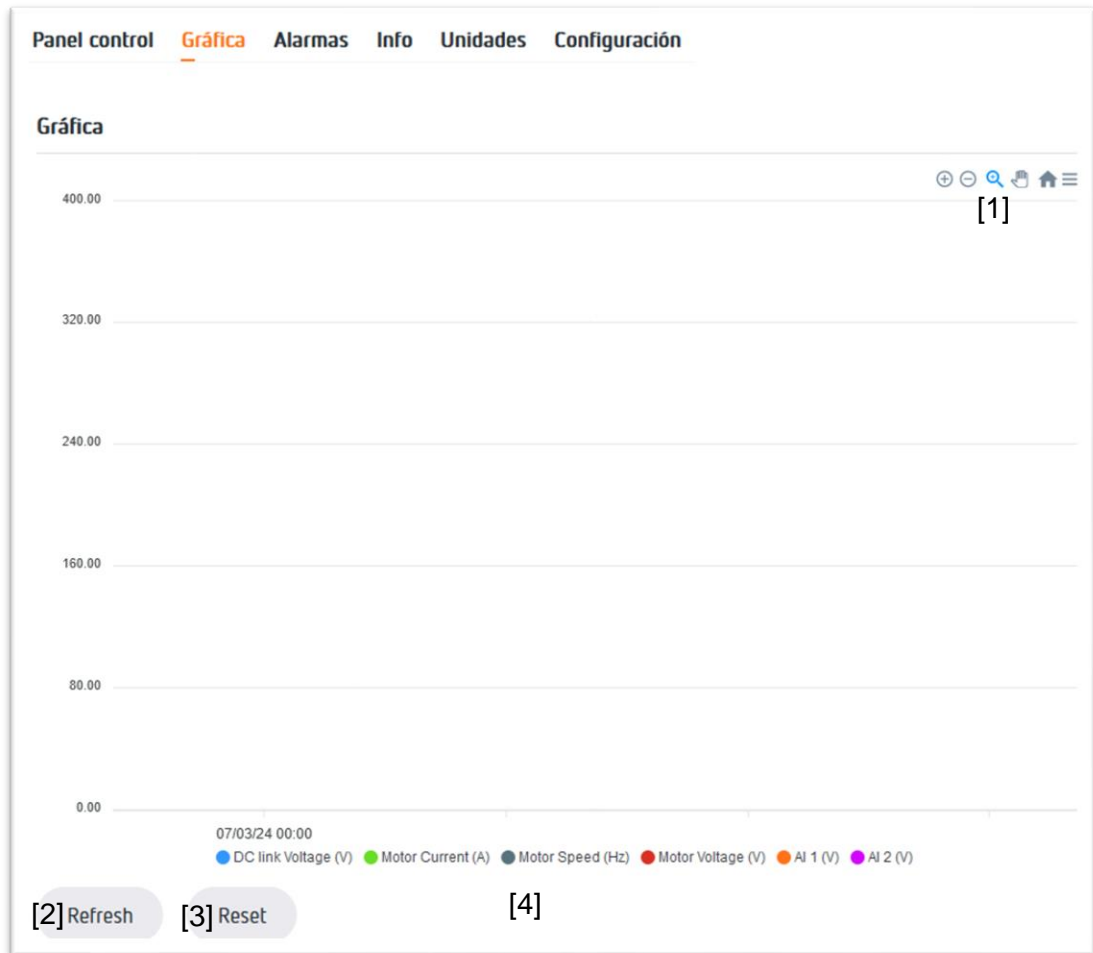 Panel control Gráfica Alarmas Info Unidades Configuración
Gráfica
[1]
400.00
320.00
240.00
160.00
80.00
0.00
07/03/24 00:00
DC link Voltage (V) Motor Current (A) Motor Speed (Hz) Motor Voltage (V) AI 1 (V) AI 2 (V)
[2] Refresh [3] Reset [4]